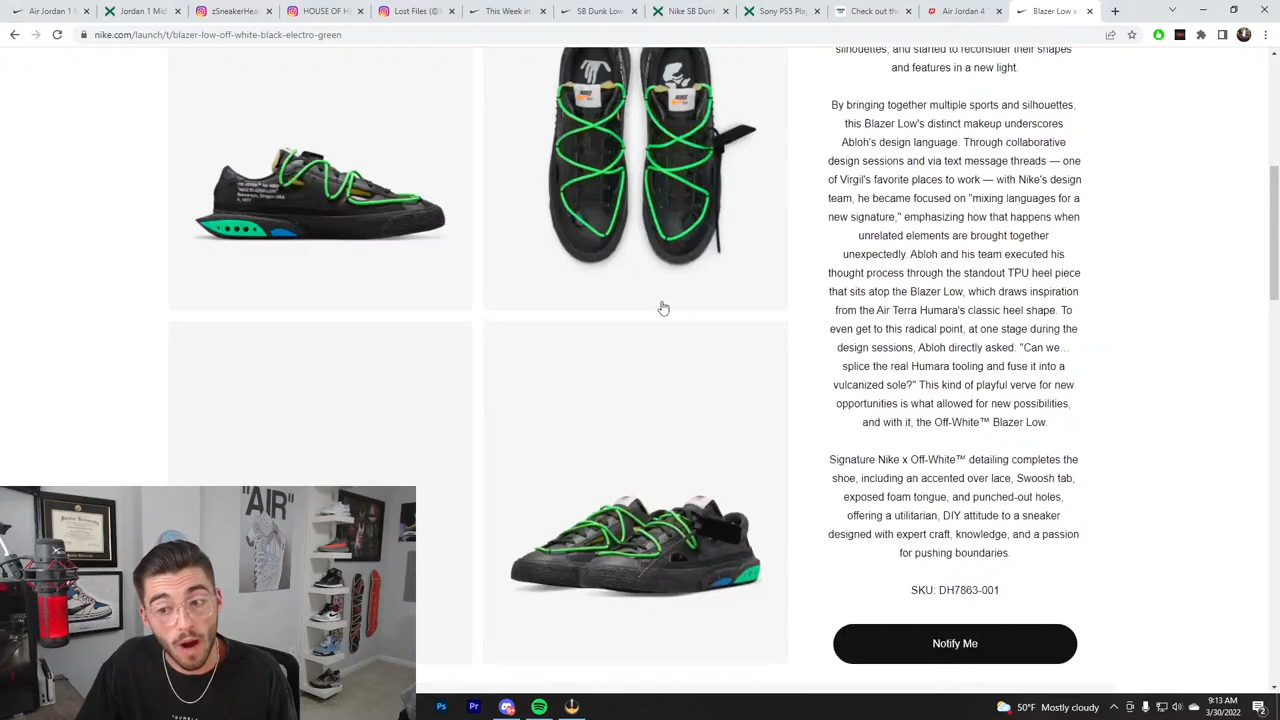 Air Jordan 1 !
Jordan 1 Mid
zSneakerHea
HOUSE OF H
Lost Files (@
This Week in
SB Dunk Low
Nike SB Dunk
Sony PS5 Play
Check out the
Air Jordan 4
Blazer Low x
nike.com/launch/t/blazer-low-off-white-black-electro-green
silhouettes, and started to reconsider their shapes
and features in a new light.
By bringing together multiple sports and silhouettes,
this Blazer Low's distinct makeup underscores
Abloh's design language. Through collaborative
design sessions and via text message threads — one
of Virgil's favorite places to work — with Nike's design
team, he became focused on "mixing languages for a
new signature," emphasizing how that happens when
unrelated elements are brought together
unexpectedly. Abloh and his team executed his
thought process through the standout TPU heel piece
that sits atop the Blazer Low, which draws inspiration
from the Air Terra Humara's classic heel shape. To
even get to this radical point, at one stage during the
design sessions, Abloh directly asked: "Can we…
splice the real Humara tooling and fuse it into a
vulcanized sole?" This kind of playful verve for new
opportunities is what allowed for new possibilities,
and with it, the Off-White™ Blazer Low.
Signature Nike x Off-White™ detailing completes the
shoe, including an accented over lace, Swoosh tab,
exposed foam tongue, and punched-out holes,
offering a utilitarian, DIY attitude to a sneaker
designed with expert craft, knowledge, and a passion
for pushing boundaries.
SKU: DH7863-001
Notify Me
"AIR"
Ps
Pr
50°F Mostly cloudy
9:13 AM
3/30/2022
2